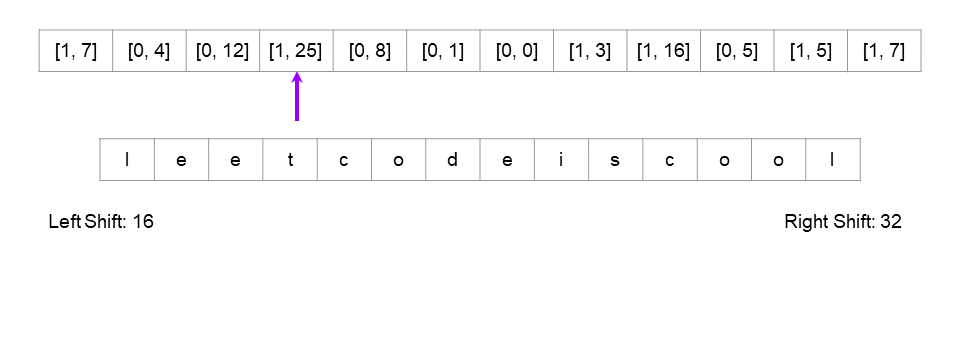 [1, 7] [0, 4] [0, 12] [1, 25] [0, 8] [0, 1] [0, 0] [1, 3] [1, 16] [0, 5] [1, 5] [1, 7]
l e e t c o d e i s c o o l
Left Shift: 16 Right Shift: 32